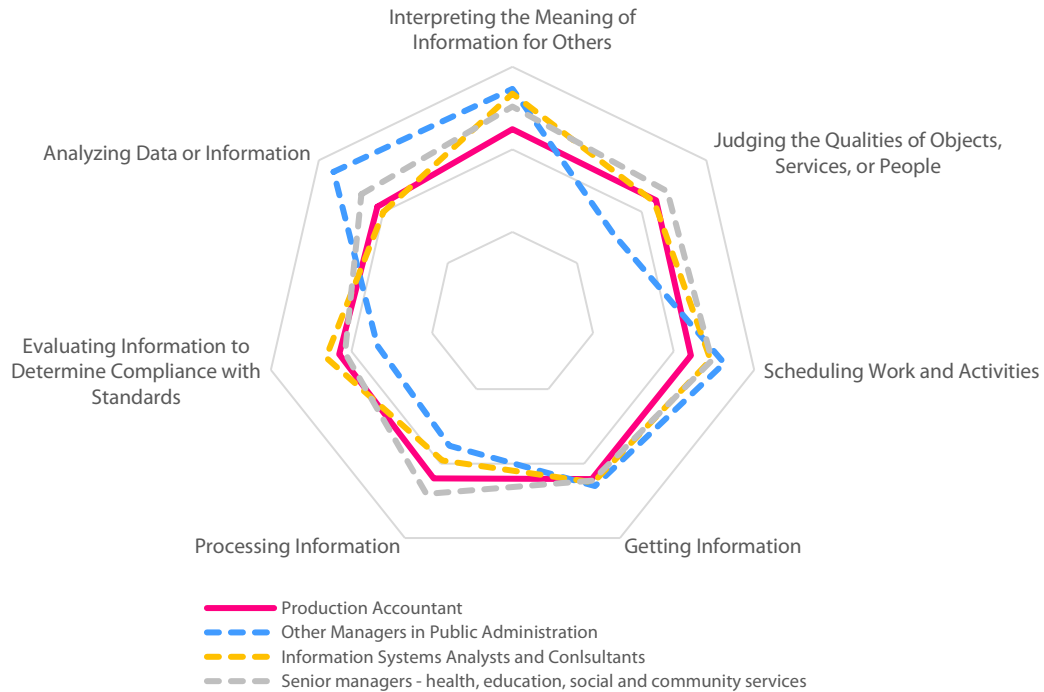 Interpreting the Meaning of
Information for Others
Judging the Qualities of Objects,
Services, or People
Analyzing Data or Information
Scheduling Work and Activities
Evaluating Information to
Determine Compliance with
Standards
Processing Information
Getting Information
Production Accountant
Other Managers in Public Administration
Information Systems Analysts and Conlsultants
Senior managers - health, education, social and community services